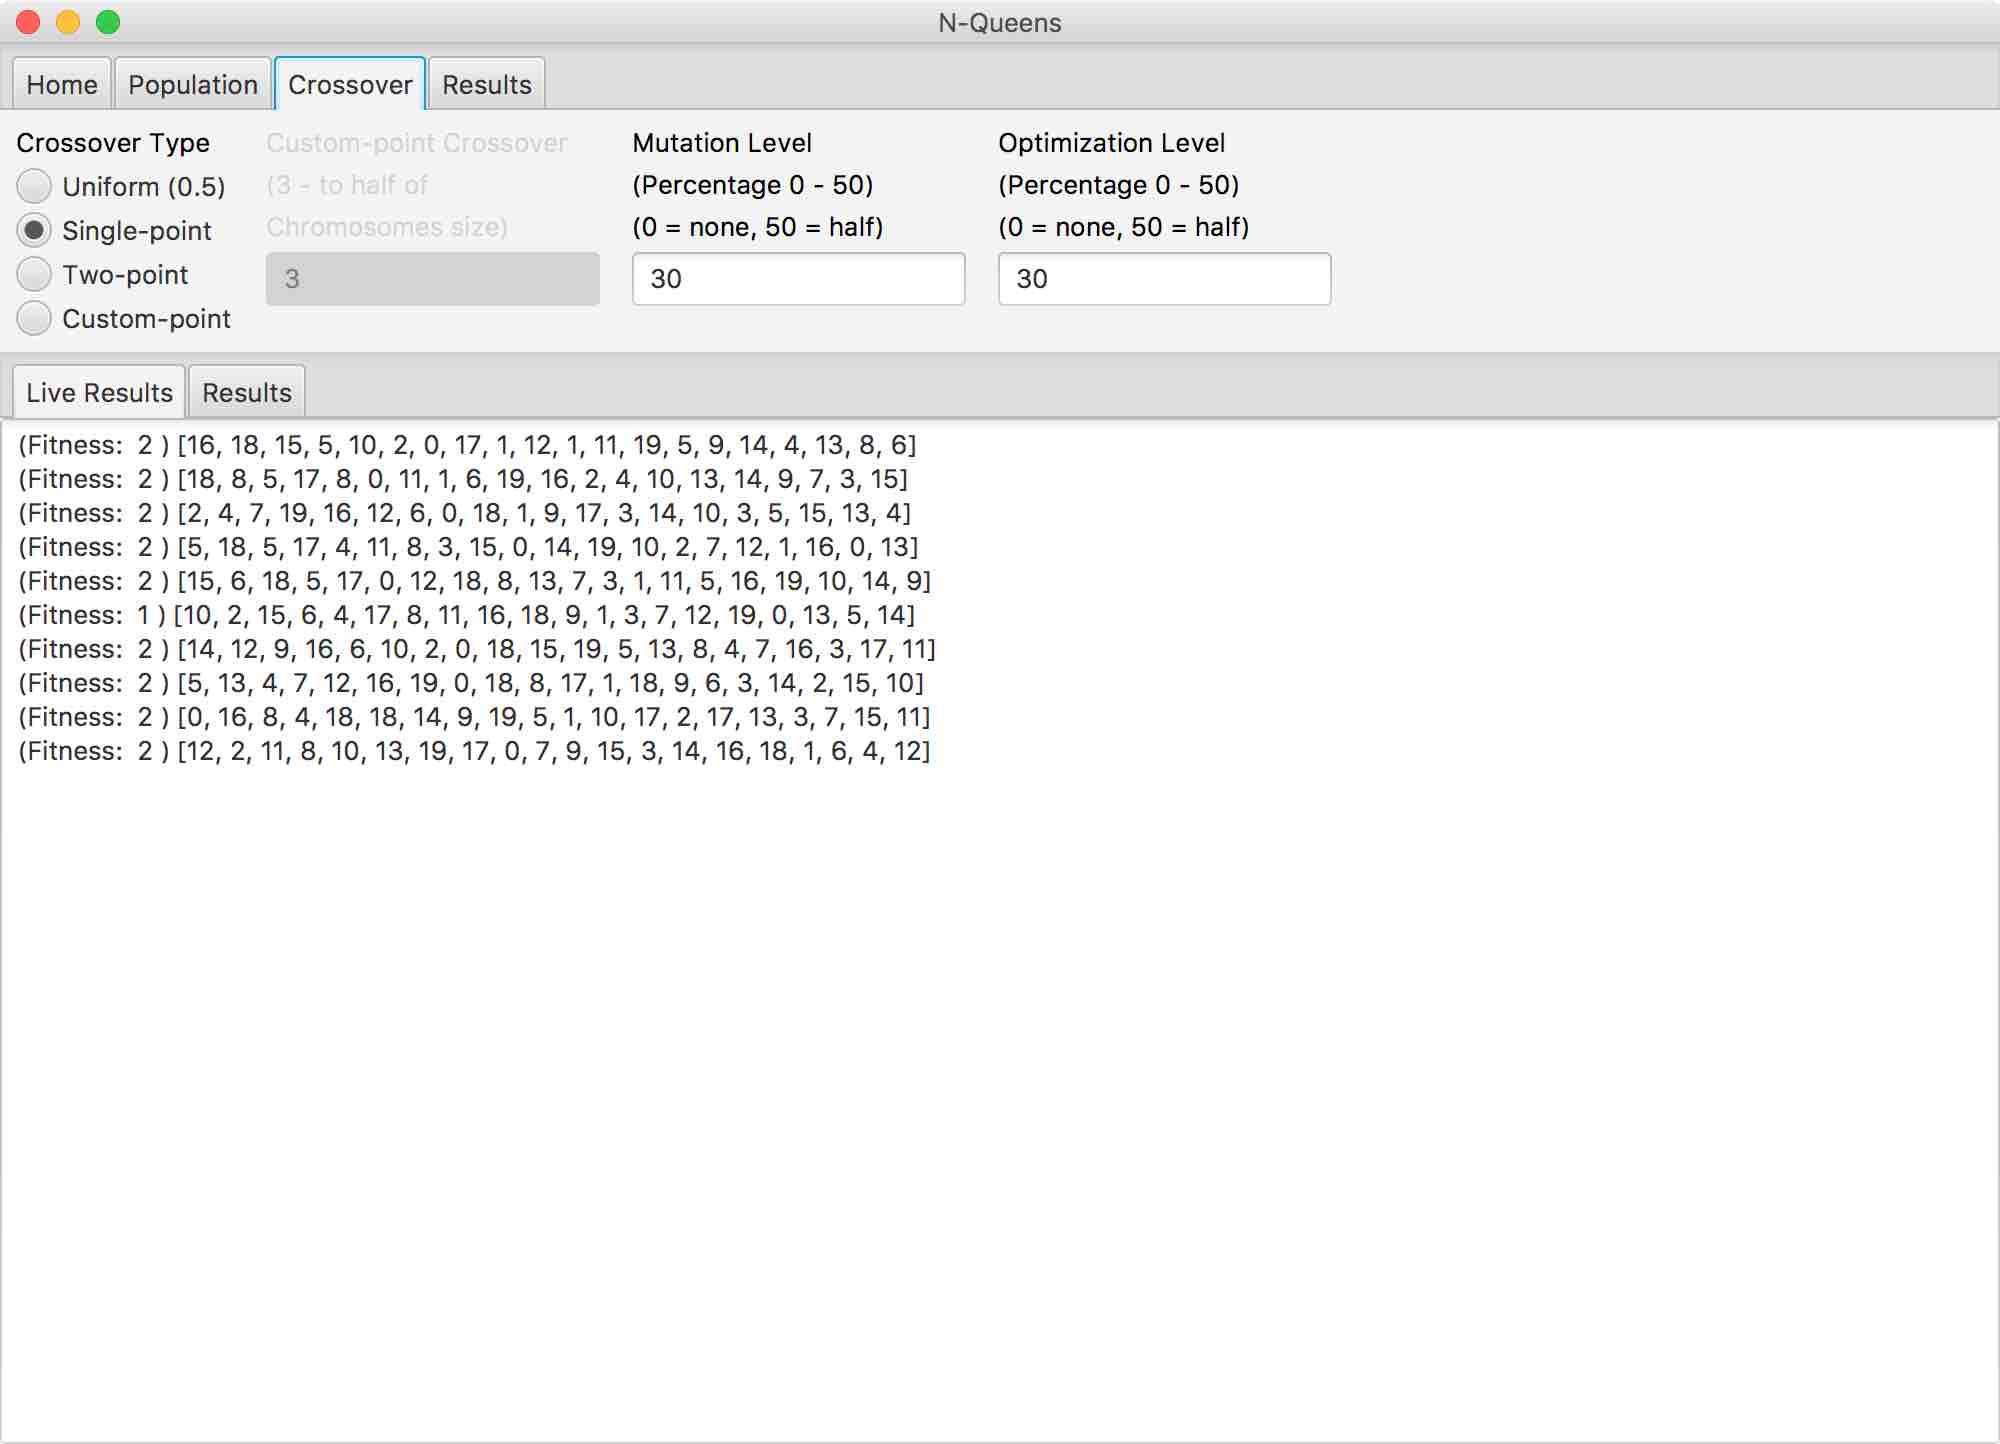 N-Queens
Home Population Crossover Results
Crossover Type
Uniform (0.5)
Single-point
Two-point
Custom-point
Custom-point Crossover
(3 - to half of
Chromosomes size)
3
Mutation Level
(Percentage 0 - 50)
(0 = none, 50 = half)
30
Optimization Level
(Percentage 0 - 50)
(0 = none, 50 = half)
30
Live Results Results
(Fitness: 2 ) [16, 18, 15, 5, 10, 2, 0, 17, 1, 12, 1, 11, 19, 5, 9, 14, 4, 13, 8, 6]
(Fitness: 2 ) [18, 8, 5, 17, 8, 0, 11, 1, 6, 19, 16, 2, 4, 10, 13, 14, 9, 7, 3, 15]
(Fitness: 2 ) [2, 4, 7, 19, 16, 12, 6, 0, 18, 1, 9, 17, 3, 14, 10, 3, 5, 15, 13, 4]
(Fitness: 2 ) [5, 18, 5, 17, 4, 11, 8, 3, 15, 0, 14, 19, 10, 2, 7, 12, 1, 16, 0, 13]
(Fitness: 2 ) [15, 6, 18, 5, 17, 0, 12, 18, 8, 13, 7, 3, 1, 11, 5, 16, 19, 10, 14, 9]
(Fitness: 1 ) [10, 2, 15, 6, 4, 17, 8, 11, 16, 18, 9, 1, 3, 7, 12, 19, 0, 13, 5, 14]
(Fitness: 2 ) [14, 12, 9, 16, 6, 10, 2, 0, 18, 15, 19, 5, 13, 8, 4, 7, 16, 3, 17, 11]
(Fitness: 2 ) [5, 13, 4, 7, 12, 16, 19, 0, 18, 8, 17, 1, 18, 9, 6, 3, 14, 2, 15, 10]
(Fitness: 2 ) [0, 16, 8, 4, 18, 18, 14, 9, 19, 5, 1, 10, 17, 2, 17, 13, 3, 7, 15, 11]
(Fitness: 2 ) [12, 2, 11, 8, 10, 13, 19, 17, 0, 7, 9, 15, 3, 14, 16, 18, 1, 6, 4, 12]